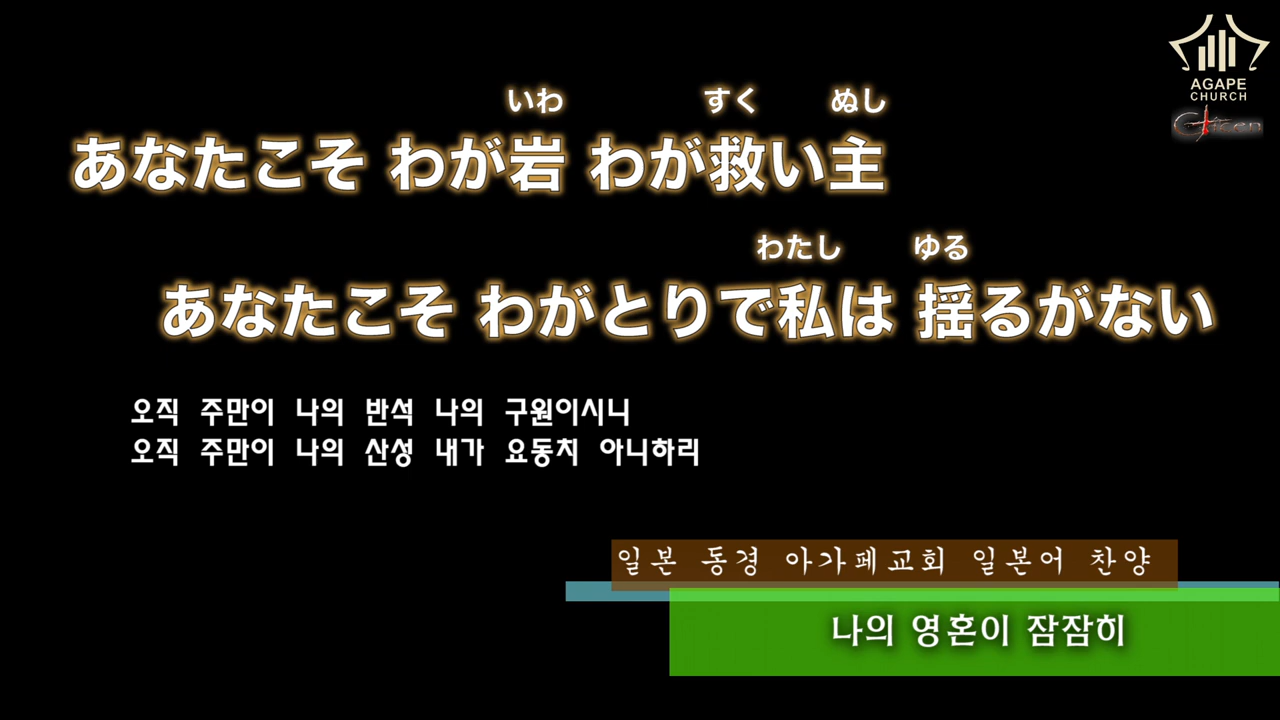 AGAPE
CHURCH
いわ すく ぬし
あなたこそ わが岩 わが救い主
わたし ゆる
あなたこそ わがとりで私は 揺るがない
오직 주만이 나의 반석 나의 구원이시니
오직 주만이 나의 산성 내가 요동치 아니하리
일본 동경 아가페교회 일본어 찬양
나의 영혼이 잠잠히